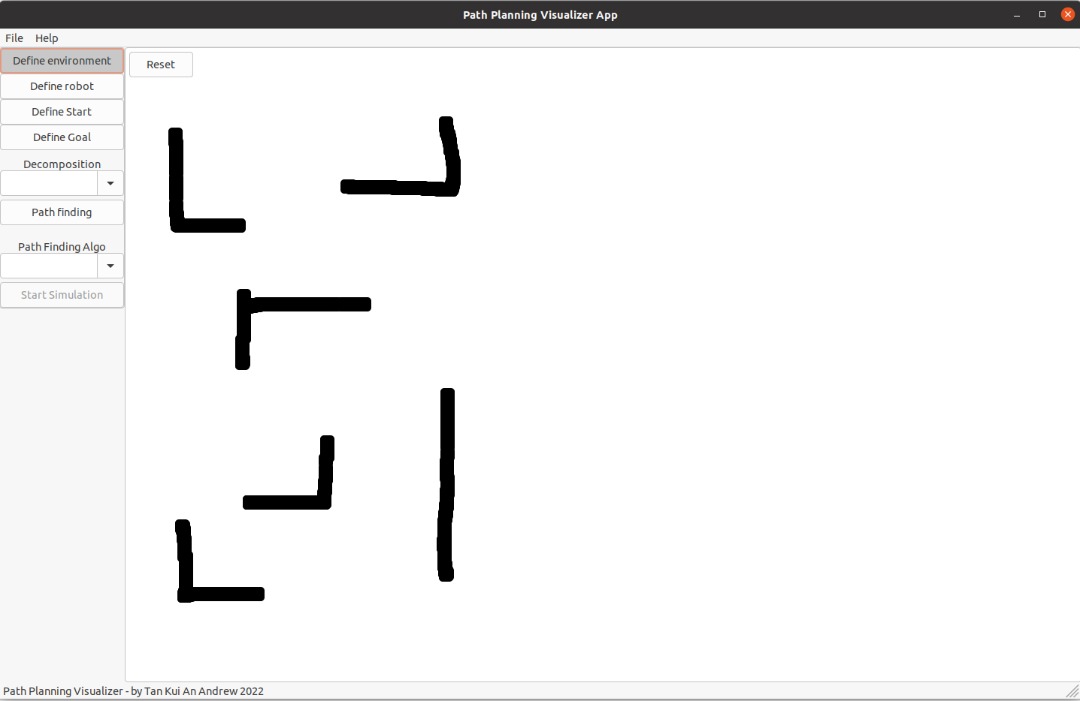 Path Planning Visualizer App
File Help
Define environment
Reset
Define robot
Define Start
Define Goal
Decomposition
Path finding
Path Finding Algo
Start Simulation
Path Planning Visualizer - by Tan Kui An Andrew 2022